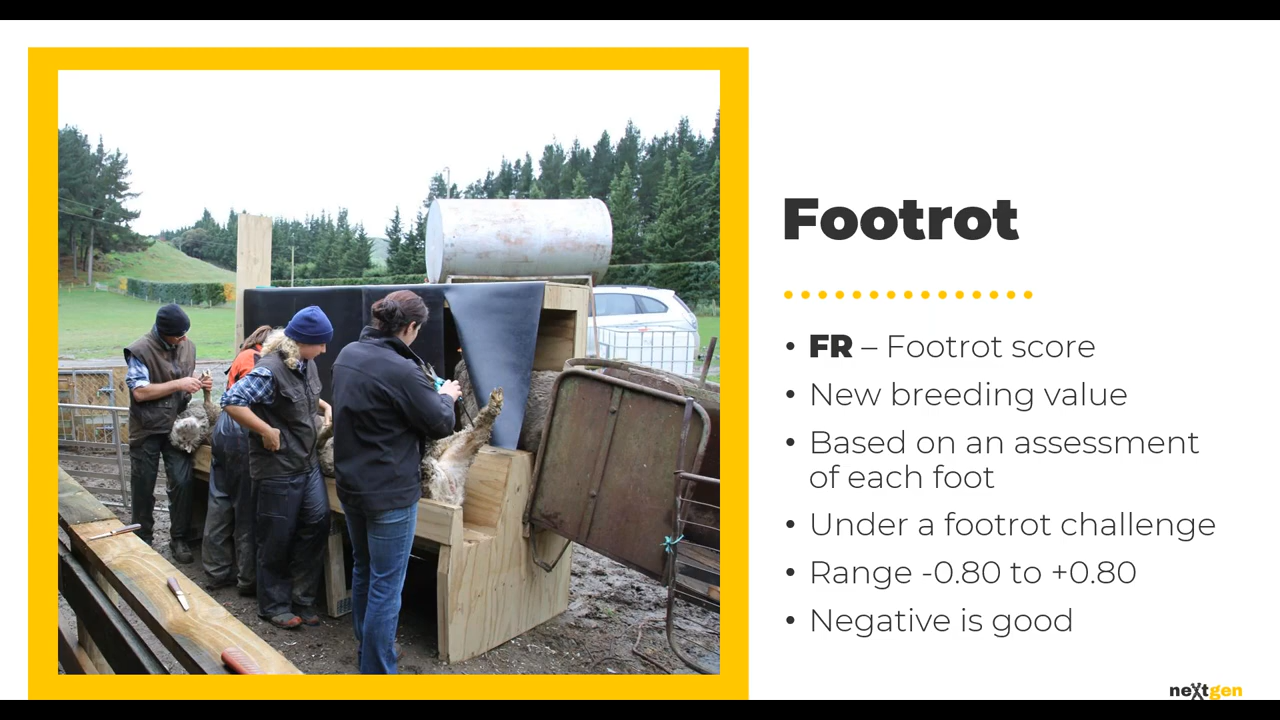 Footrot
• FR – Footrot score
• New breeding value
• Based on an assessment
of each foot
• Under a footrot challenge
• Range -0.80 to +0.80
• Negative is good
nextgen